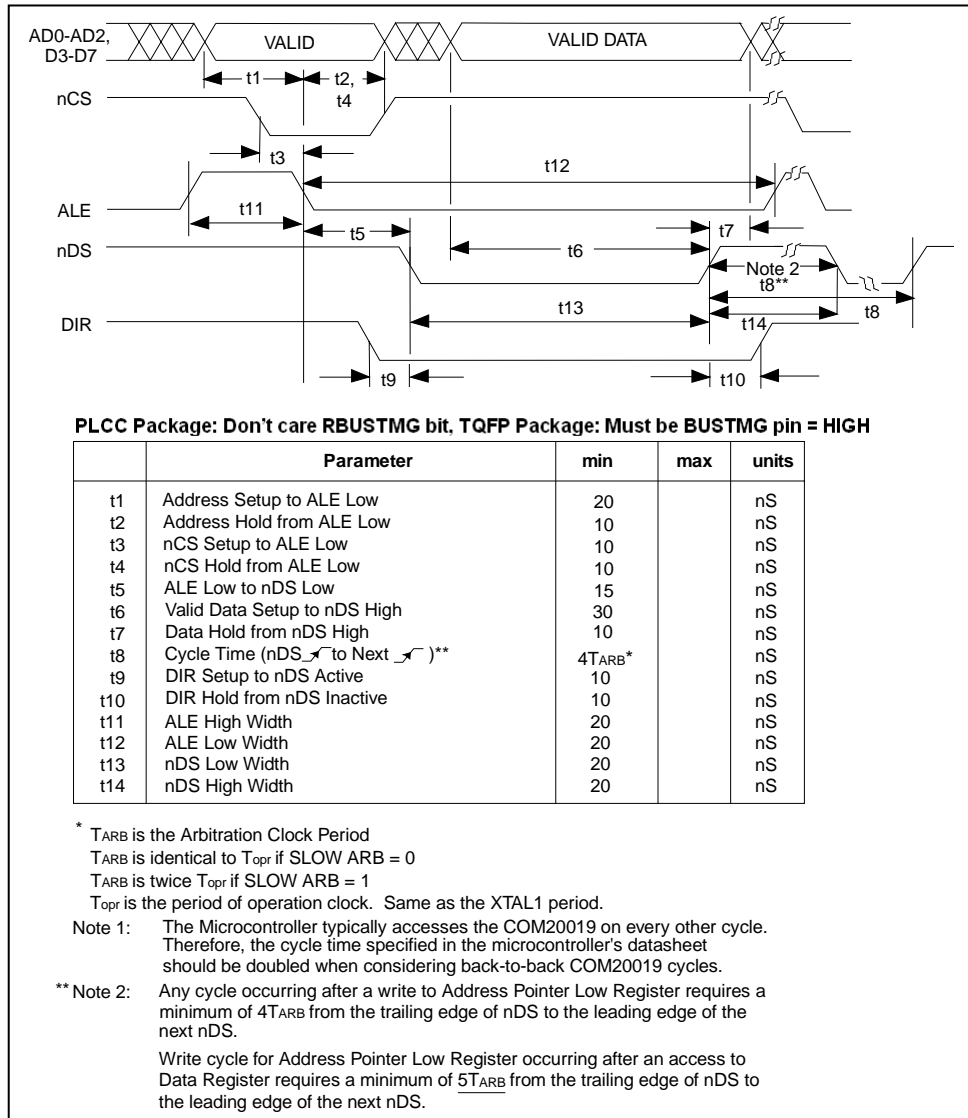 AD0-AD2,
D3-D7
VALID
VALID DATA
t1
t2,
t4
nCS
t3
t12
ALE
t11
t5
t7
nDS
t6
Note 2
t8**
t8
t13
t14
DIR
t9
t10
PLCC Package: Don't care RBUSTMG bit, TQFP Package: Must be BUSTMG pin = HIGH
Parameter min max units
t1 Address Setup to ALE Low 20 nS
t2 Address Hold from ALE Low 10 nS
t3 nCS Setup to ALE Low 10 nS
t4 nCS Hold from ALE Low 10 nS
t5 ALE Low to nDS Low 15 nS
t6 Valid Data Setup to nDS High 30 nS
t7 Data Hold from nDS High 10 nS
t8 Cycle Time (nDS to Next )** 4TARB* nS
t9 DIR Setup to nDS Active 10 nS
t10 DIR Hold from nDS Inactive 10 nS
t11 ALE High Width 20 nS
t12 ALE Low Width 20 nS
t13 nDS Low Width 20 nS
t14 nDS High Width 20 nS
* TARB is the Arbitration Clock Period
TARB is identical to Topr if SLOW ARB = 0
TARB is twice Topr if SLOW ARB = 1
Topr is the period of operation clock. Same as the XTAL1 period.
Note 1: The Microcontroller typically accesses the COM20019 on every other cycle.
Therefore, the cycle time specified in the microcontroller's datasheet
should be doubled when considering back-to-back COM20019 cycles.
** Note 2: Any cycle occurring after a write to Address Pointer Low Register requires a
minimum of 4TARB from the trailing edge of nDS to the leading edge of the
next nDS.
Write cycle for Address Pointer Low Register occurring after an access to
Data Register requires a minimum of 5TARB from the trailing edge of nDS to
the leading edge of the next nDS.